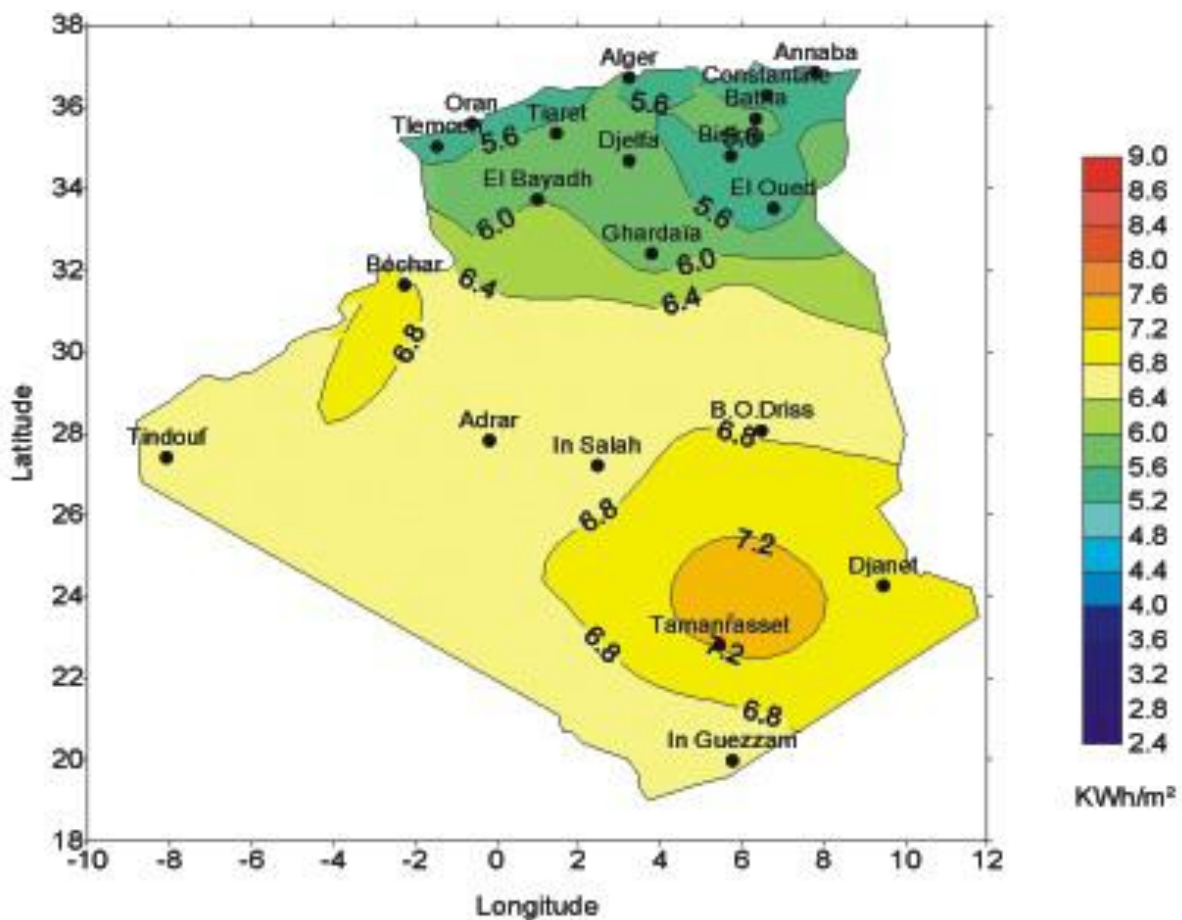 38
36
34
32
30
28
26
24
22
20
18
Latitude
-10 -8 -6 -4 -2 0 2 4 6 8 10 12
Longitude
Alger
Annaba
Constantine
Oran
Tiaret
Batna
5.6
Tlemcen
5.6
Djelfa
Biskra
5.6
El Bayadh
El Oued
5.6
6.0
Ghardaïa
6.0
Béchar
6.4
6.4
6.8
Adrar
B.O.Driss
6.8
Tindouf
In Salah
6.8
7.2
Djanet
Tamanrasset
7.2
6.8
6.8
In Guezzam
9.0
8.6
8.4
8.0
7.6
7.2
6.8
6.4
6.0
5.6
5.2
4.8
4.4
4.0
3.6
3.2
2.8
2.4
KWh/m²